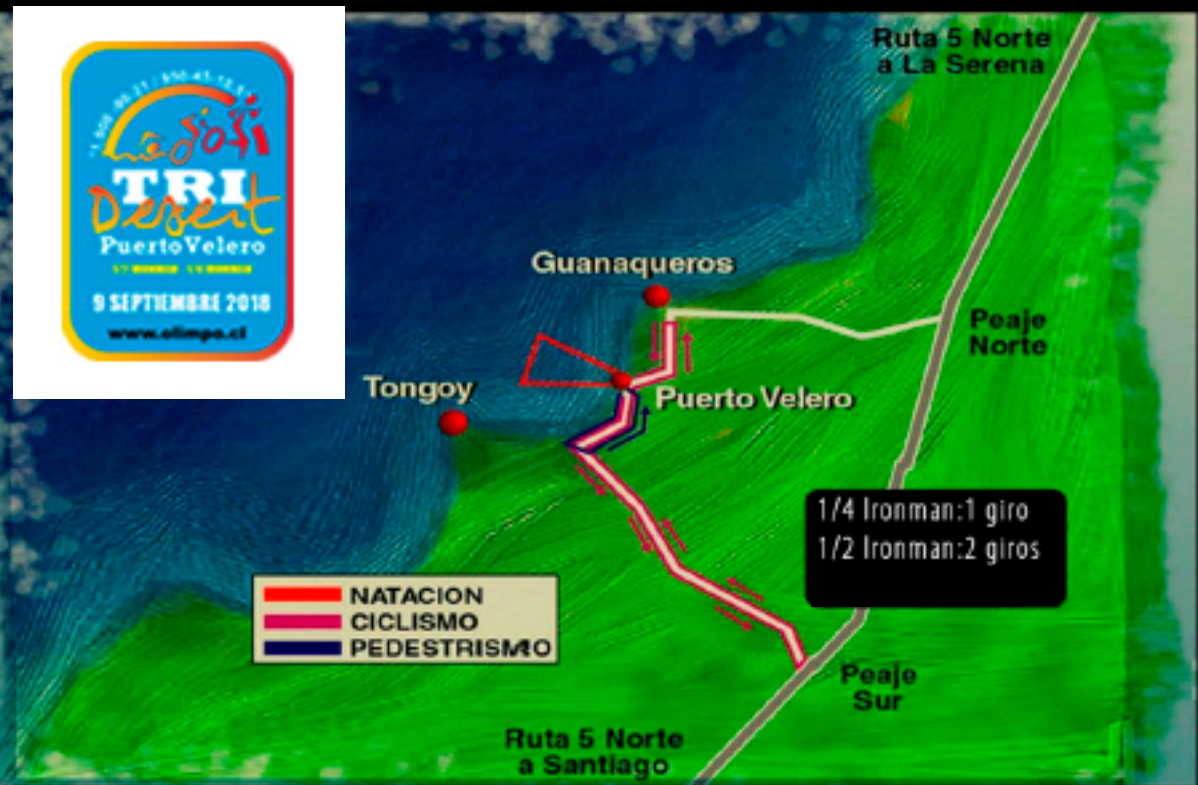 TRI
Desert
Puerto Velero
9 SEPTIEMBRE 2018
www.olimpo.cl
Ruta 5 Norte
a La Serena
Guanaqueros
Peaje
Norte
Tongoy
Puerto Velero
1/4 Ironman:1 giro
1/2 Ironman:2 giros
NATACION
CICLISMO
PEDESTRISMO
Peaje
Sur
Ruta 5 Norte
a Santiago